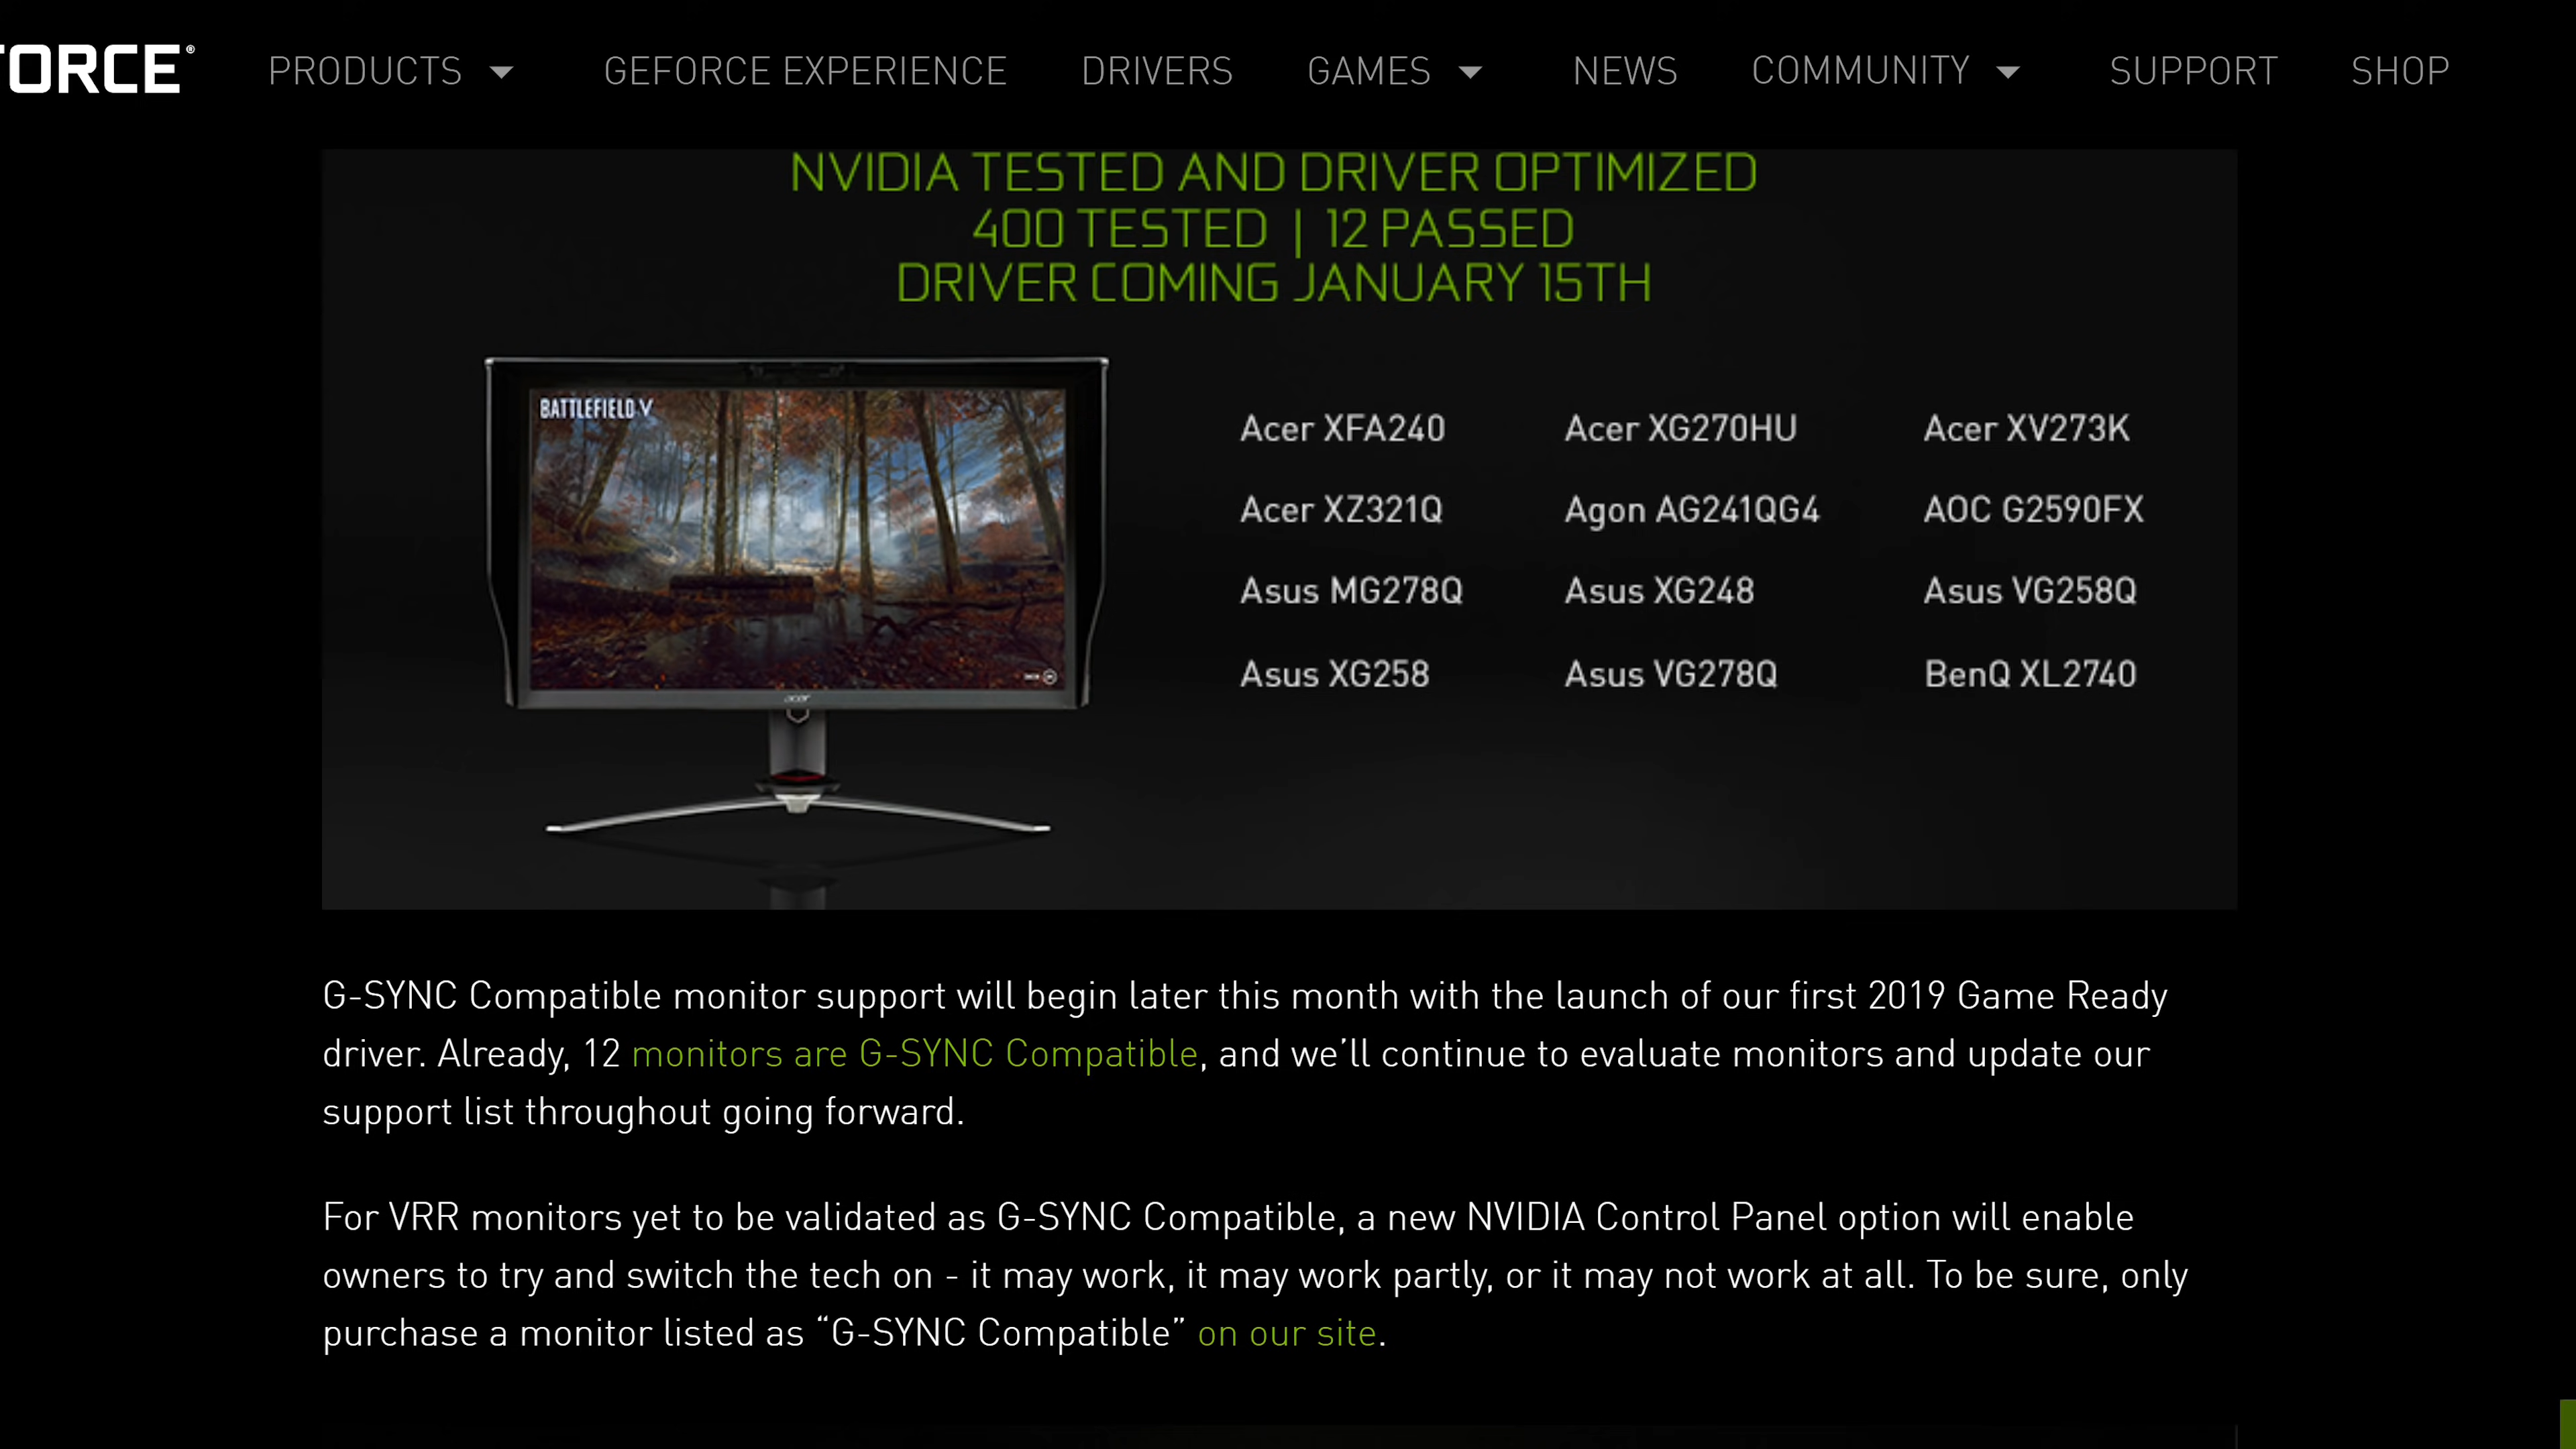 FORCE®
PRODUCTS GEFORCE EXPERIENCE DRIVERS GAMES NEWS COMMUNITY SUPPORT SHOP
NVIDIA TESTED AND DRIVER OPTIMIZED
400 TESTED | 12 PASSED
DRIVER COMING JANUARY 15TH
BATTLEFIELD V
acer
Acer XFA240 Acer XG270HU Acer XV273K
Acer XZ321Q Agon AG241QG4 AOC G2590FX
Asus MG278Q Asus XG248 Asus VG258Q
Asus XG258 Asus VG278Q BenQ XL2740
G-SYNC Compatible monitor support will begin later this month with the launch of our first 2019 Game Ready
driver. Already, 12 monitors are G-SYNC Compatible, and we’ll continue to evaluate monitors and update our
support list throughout going forward.
For VRR monitors yet to be validated as G-SYNC Compatible, a new NVIDIA Control Panel option will enable
owners to try and switch the tech on - it may work, it may work partly, or it may not work at all. To be sure, only
purchase a monitor listed as “G-SYNC Compatible” on our site.